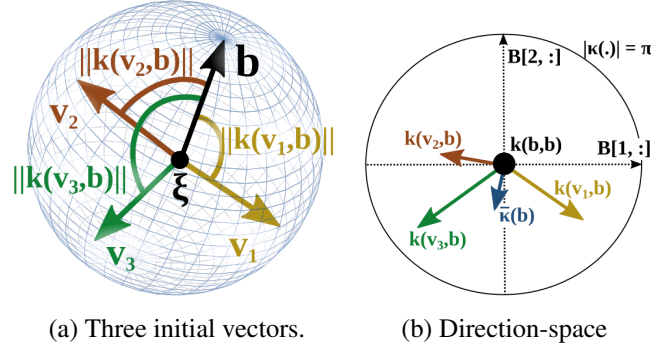 b
||k(v₂,b)||
v₂
||k(v₁,b)||
||k(v₃,b)||
ξ
v₁
v₃
(a) Three initial vectors.
B[2, :]
|κ(.)| = π
k(v₂,b)
k(b,b)
B[1, :]
k(v₁,b)
κ̄(b)
k(v₃,b)
(b) Direction-space